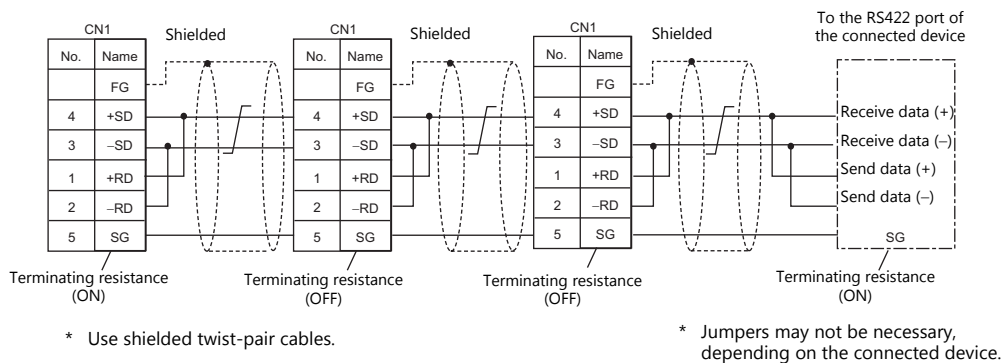 CN1
Shielded
No. Name
FG
4 +SD
3 −SD
1 +RD
2 −RD
5 SG
Terminating resistance
(ON)
CN1
Shielded
No. Name
FG
4 +SD
3 −SD
1 +RD
2 −RD
5 SG
Terminating resistance
(OFF)
CN1
Shielded
No. Name
FG
4 +SD
3 −SD
1 +RD
2 −RD
5 SG
Terminating resistance
(OFF)
To the RS422 port of
the connected device
Receive data (+)
Receive data (−)
Send data (+)
Send data (−)
SG
Terminating resistance
(ON)
* Use shielded twist-pair cables.
* Jumpers may not be necessary,
depending on the connected device.